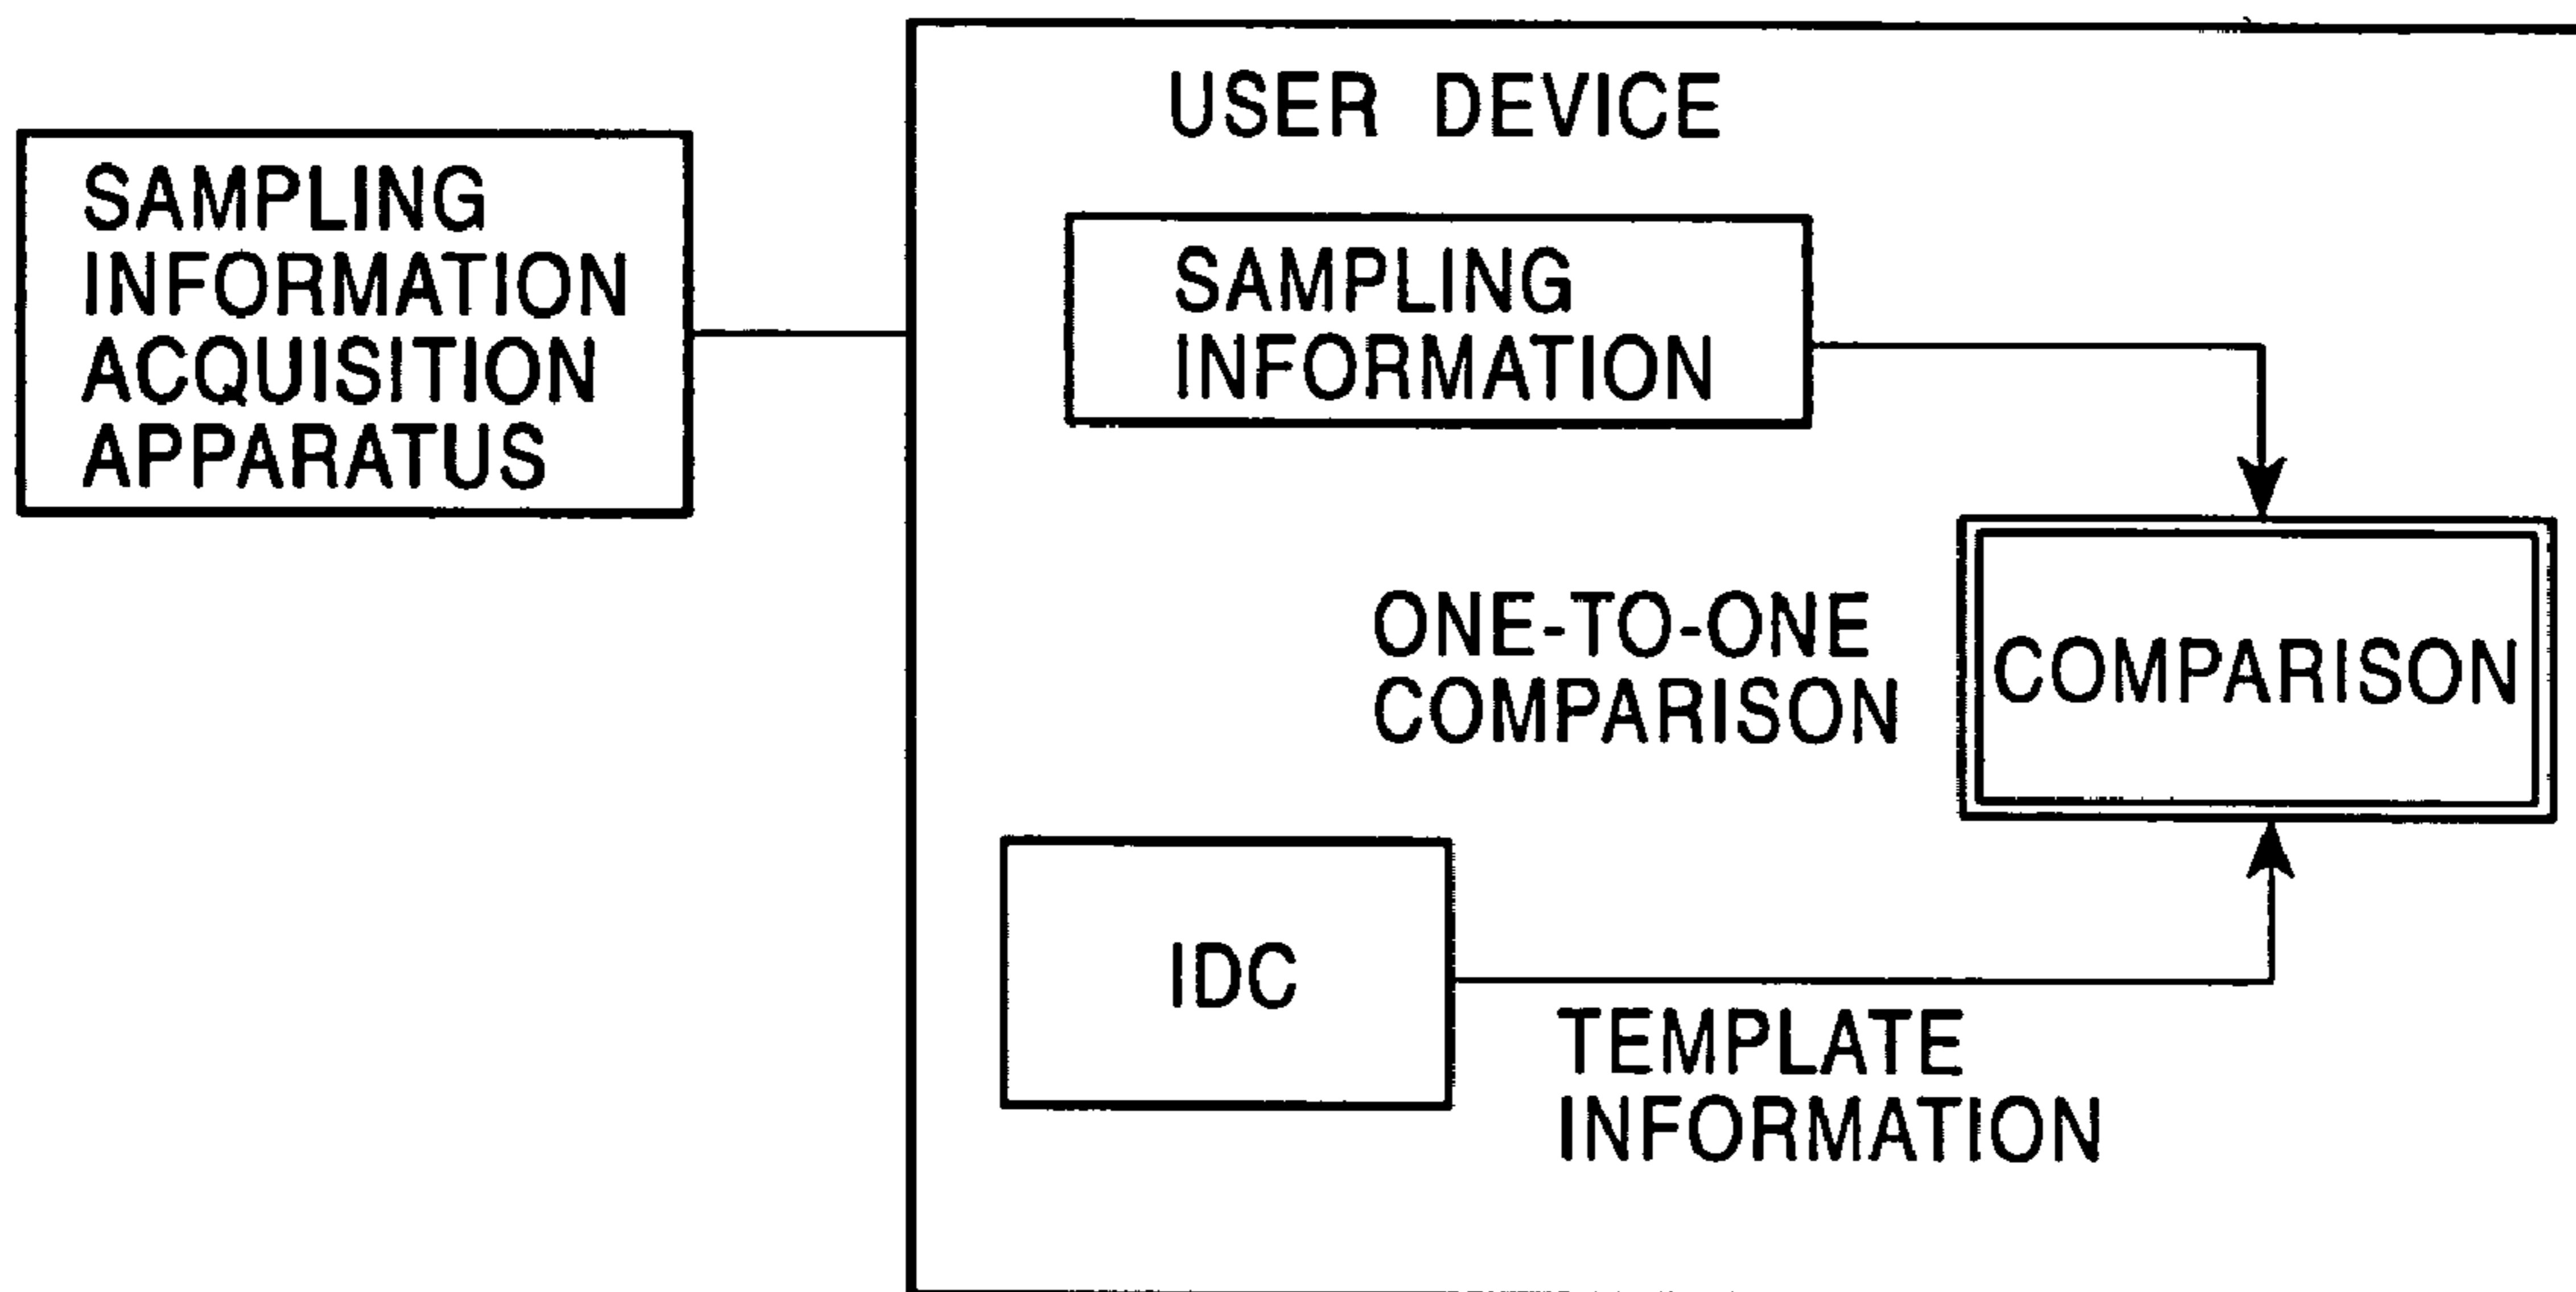 USER DEVICE
SAMPLING
INFORMATION
ACQUISITION
APPARATUS
SAMPLING
INFORMATION
ONE-TO-ONE
COMPARISON
COMPARISON
IDC
TEMPLATE
INFORMATION